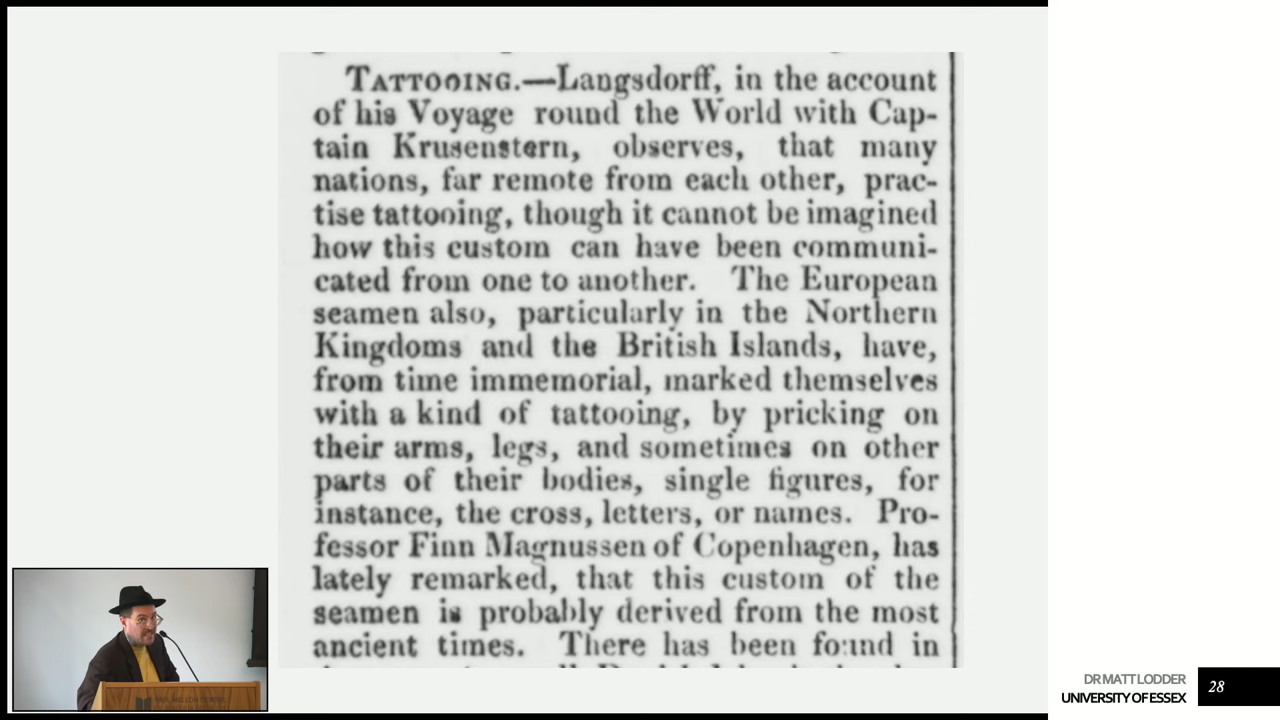 TATTOOING.—Langsdorff, in the account
of his Voyage round the World with Cap-
tain Krusenstern, observes, that many
nations, far remote from each other, prac-
tise tattooing, though it cannot be imagined
how this custom can have been communi-
cated from one to another. The European
seamen also, particularly in the Northern
Kingdoms and the British Islands, have,
from time immemorial, marked themselves
with a kind of tattooing, by pricking on
their arms, legs, and sometimes on other
parts of their bodies, single figures, for
instance, the cross, letters, or names. Pro-
fessor Finn Magnussen of Copenhagen, has
lately remarked, that this custom of the
seamen is probably derived from the most
ancient times. There has been found in
DR MATT LODDER
UNIVERSITY OF ESSEX
28